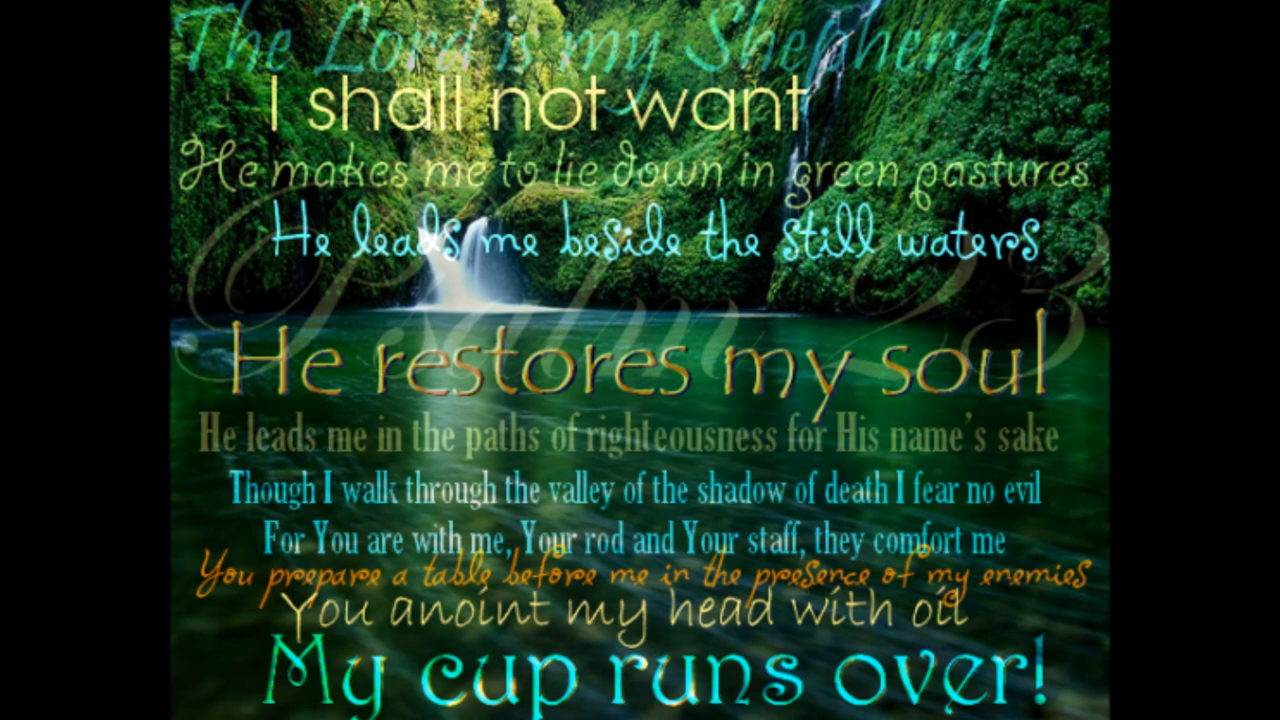 The Lord is my Shepherd
I shall not want
He makes me to lie down in green pastures
He leads me beside the still waters
Psalm 23
He restores my soul
He leads me in the paths of righteousness for His name's sake
Though I walk through the valley of the shadow of death I fear no evil
For You are with me, Your rod and Your staff, they comfort me
You prepare a table before me in the presence of my enemies
You anoint my head with oil
My cup runs over!